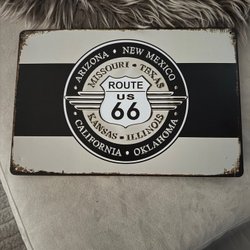 ARIZONA • NEW MEXICO
MISSOURI • TEXAS
ROUTE
US
66
KANSAS • ILLINOIS
CALIFORNIA • OKLAHOMA